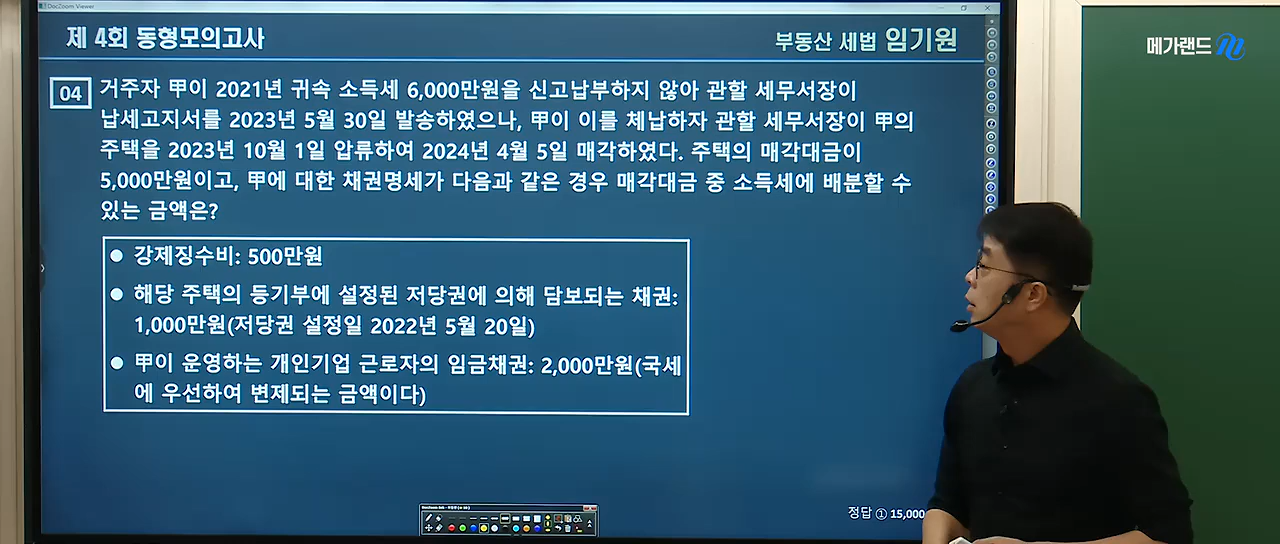 DocZoom Viewer
제 4회 동형모의고사
부동산 세법 임기원
메가랜드
04
거주자 甲이 2021년 귀속 소득세 6,000만원을 신고납부하지 않아 관할 세무서장이
납세고지서를 2023년 5월 30일 발송하였으나, 甲이 이를 체납하자 관할 세무서장이 甲의
주택을 2023년 10월 1일 압류하여 2024년 4월 5일 매각하였다. 주택의 매각대금이
5,000만원이고, 甲에 대한 채권명세가 다음과 같은 경우 매각대금 중 소득세에 배분할 수
있는 금액은?
● 강제징수비: 500만원
● 해당 주택의 등기부에 설정된 저당권에 의해 담보되는 채권:
1,000만원(저당권 설정일 2022년 5월 20일)
● 甲이 운영하는 개인기업 근로자의 임금채권: 2,000만원(국세
에 우선하여 변제되는 금액이다)
정답 ① 15,000